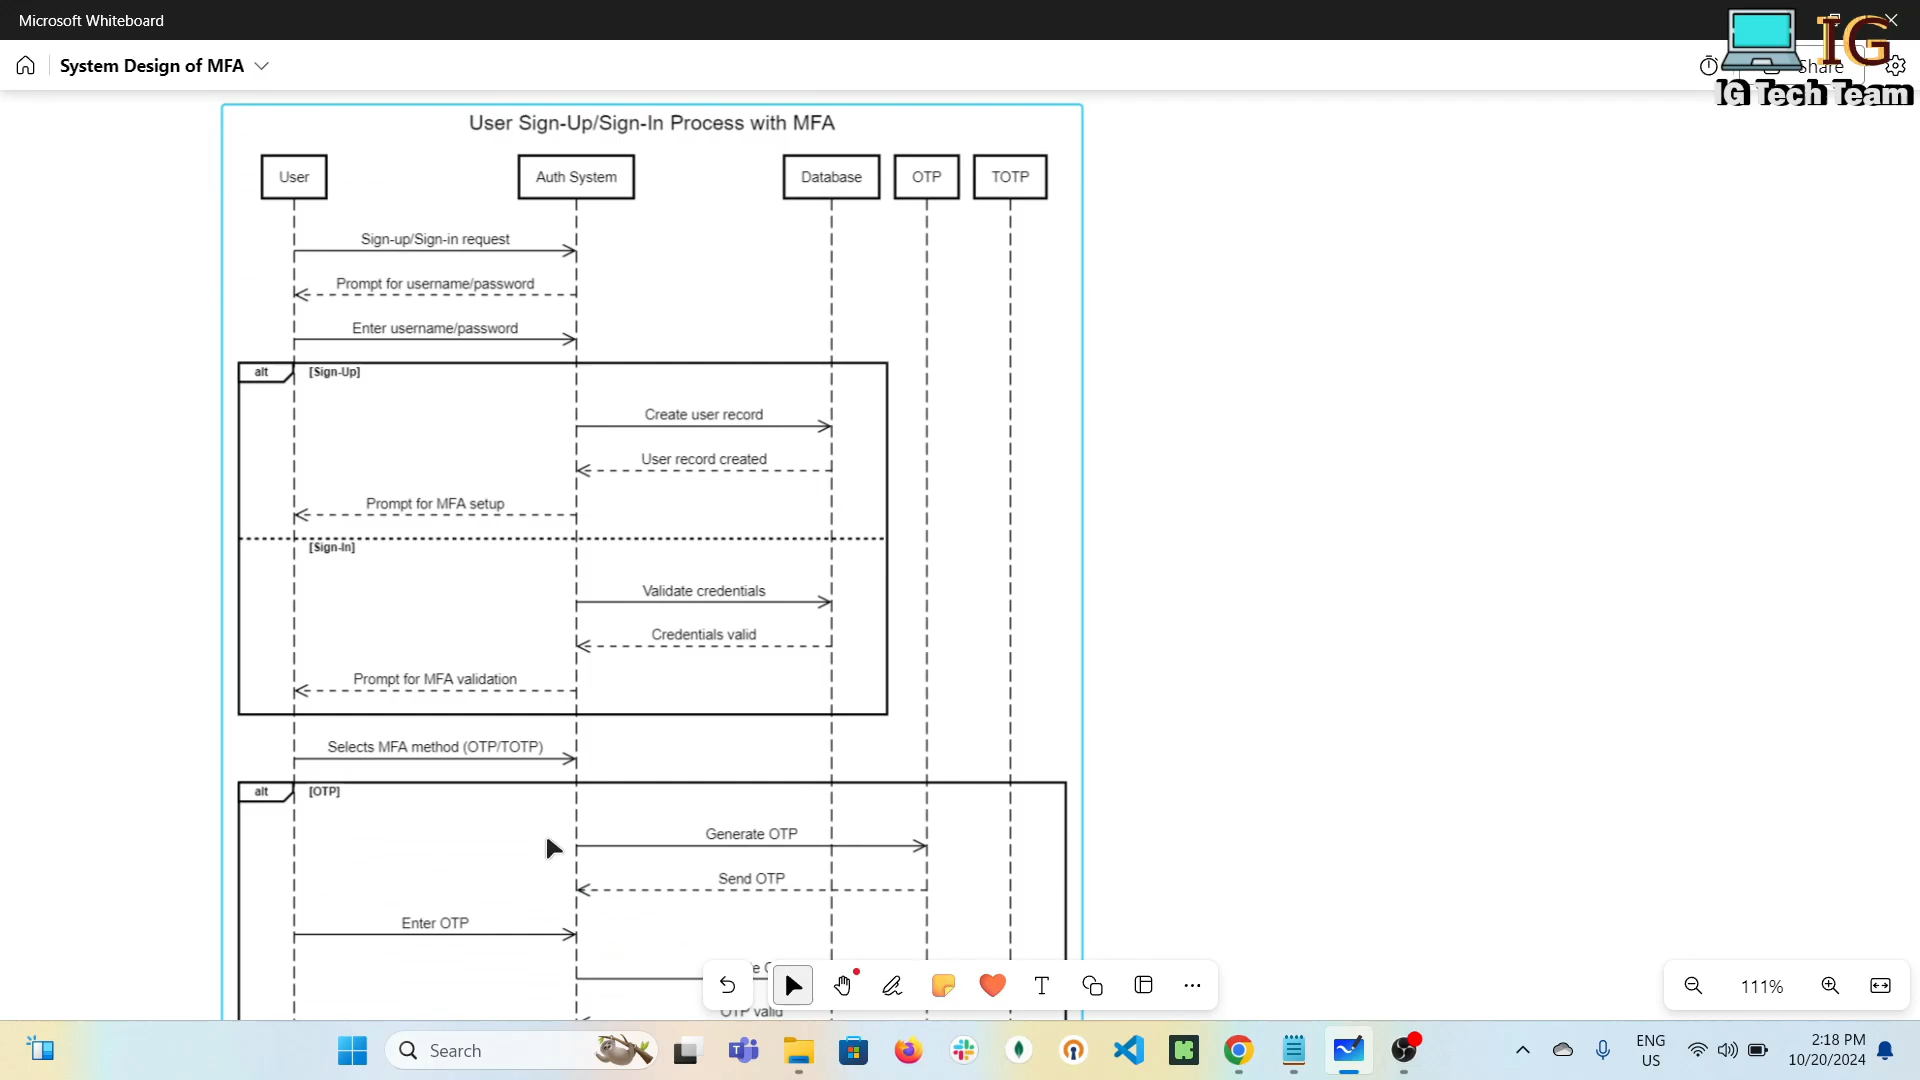 Microsoft Whiteboard
System Design of MFA
Share
IG
IG Tech Team
User Sign-Up/Sign-In Process with MFA
User
Auth System
Database
OTP
TOTP
Sign-up/Sign-in request
Prompt for username/password
Enter username/password
alt
[Sign-Up]
Create user record
User record created
Prompt for MFA setup
[Sign-In]
Validate credentials
Credentials valid
Prompt for MFA validation
Selects MFA method (OTP/TOTP)
alt
[OTP]
Generate OTP
Send OTP
Enter OTP
OTP valid
111%
Search
ENG
US
2:18 PM
10/20/2024